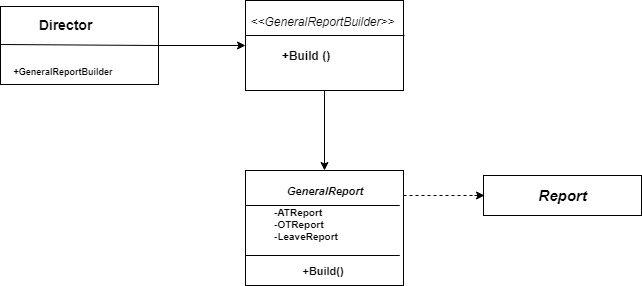 Director
+GeneralReportBuilder
<<GeneralReportBuilder>>
+Build ()
GeneralReport
-ATReport
-OTReport
-LeaveReport
+Build()
Report